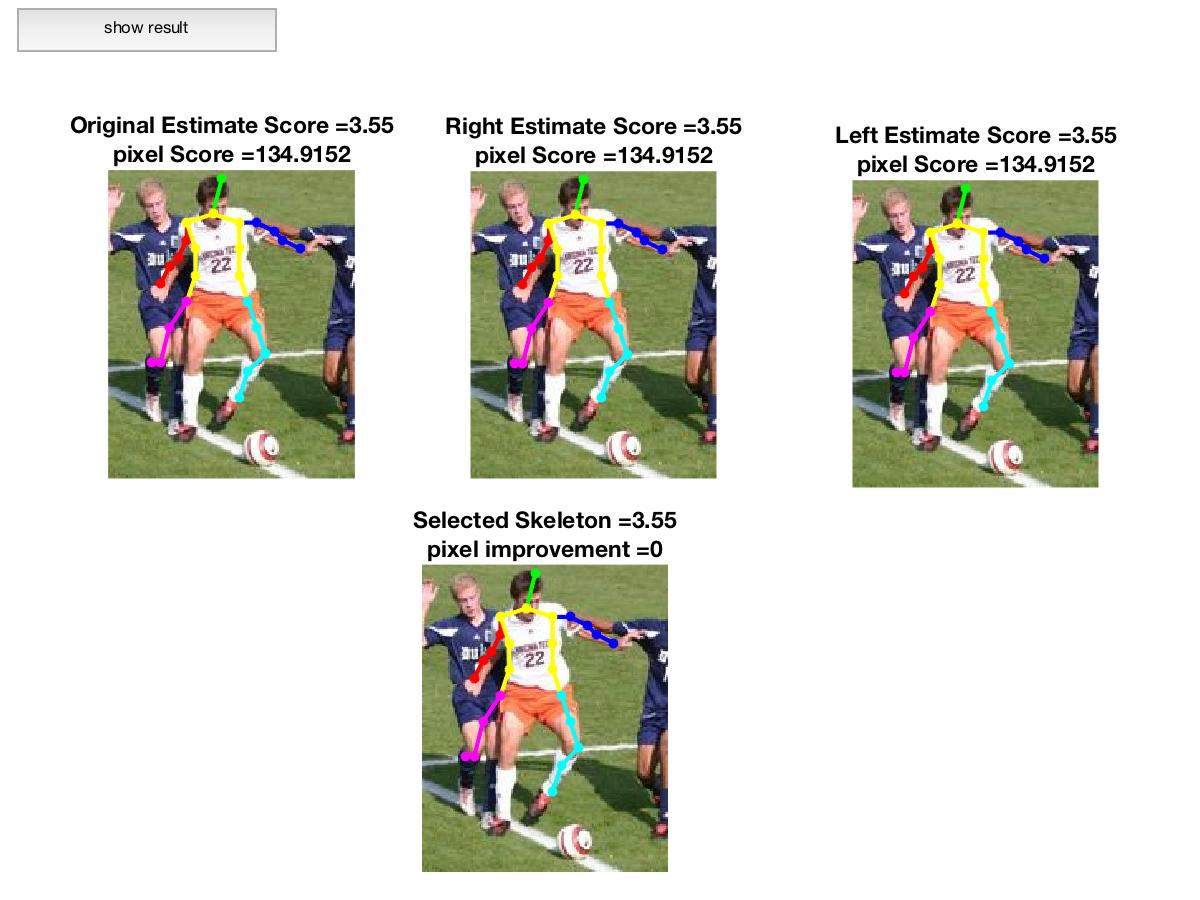 show result
Original Estimate Score =3.55
pixel Score =134.9152
Right Estimate Score =3.55
pixel Score =134.9152
Left Estimate Score =3.55
pixel Score =134.9152
22
22
22
Selected Skeleton =3.55
pixel improvement =0
22